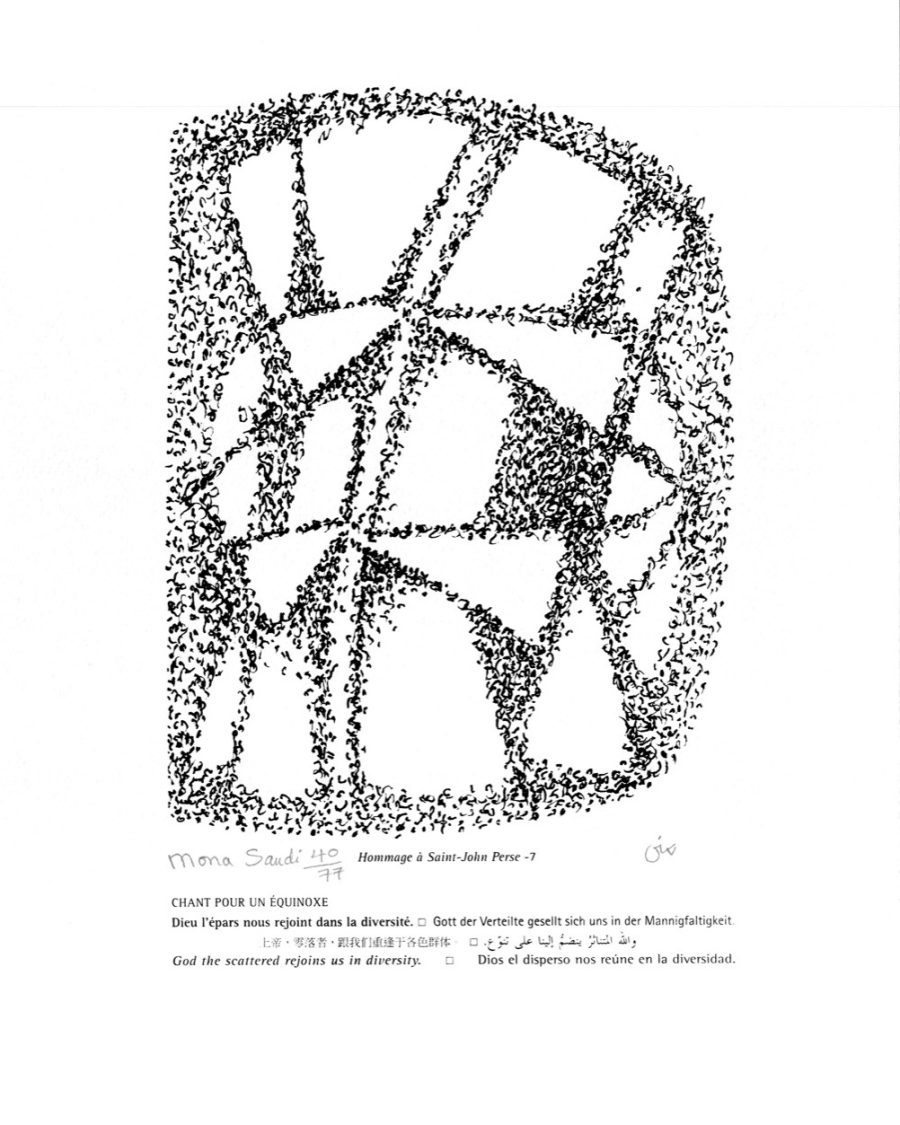 Mona Saudi 40/77 Hommage à Saint-John Perse -7 منى
CHANT POUR UN ÉQUINOXE
Dieu l'épars nous rejoint dans la diversité. □ Gott der Verteilte gesellt sich uns in der Mannigfaltigkeit.
上帝，零落者，跟我们重逢于各色群体。 □ والله المتناثرُ ينضمُّ إلينا على تنوّع.
God the scattered rejoins us in diversity. □ Dios el disperso nos reúne en la diversidad.